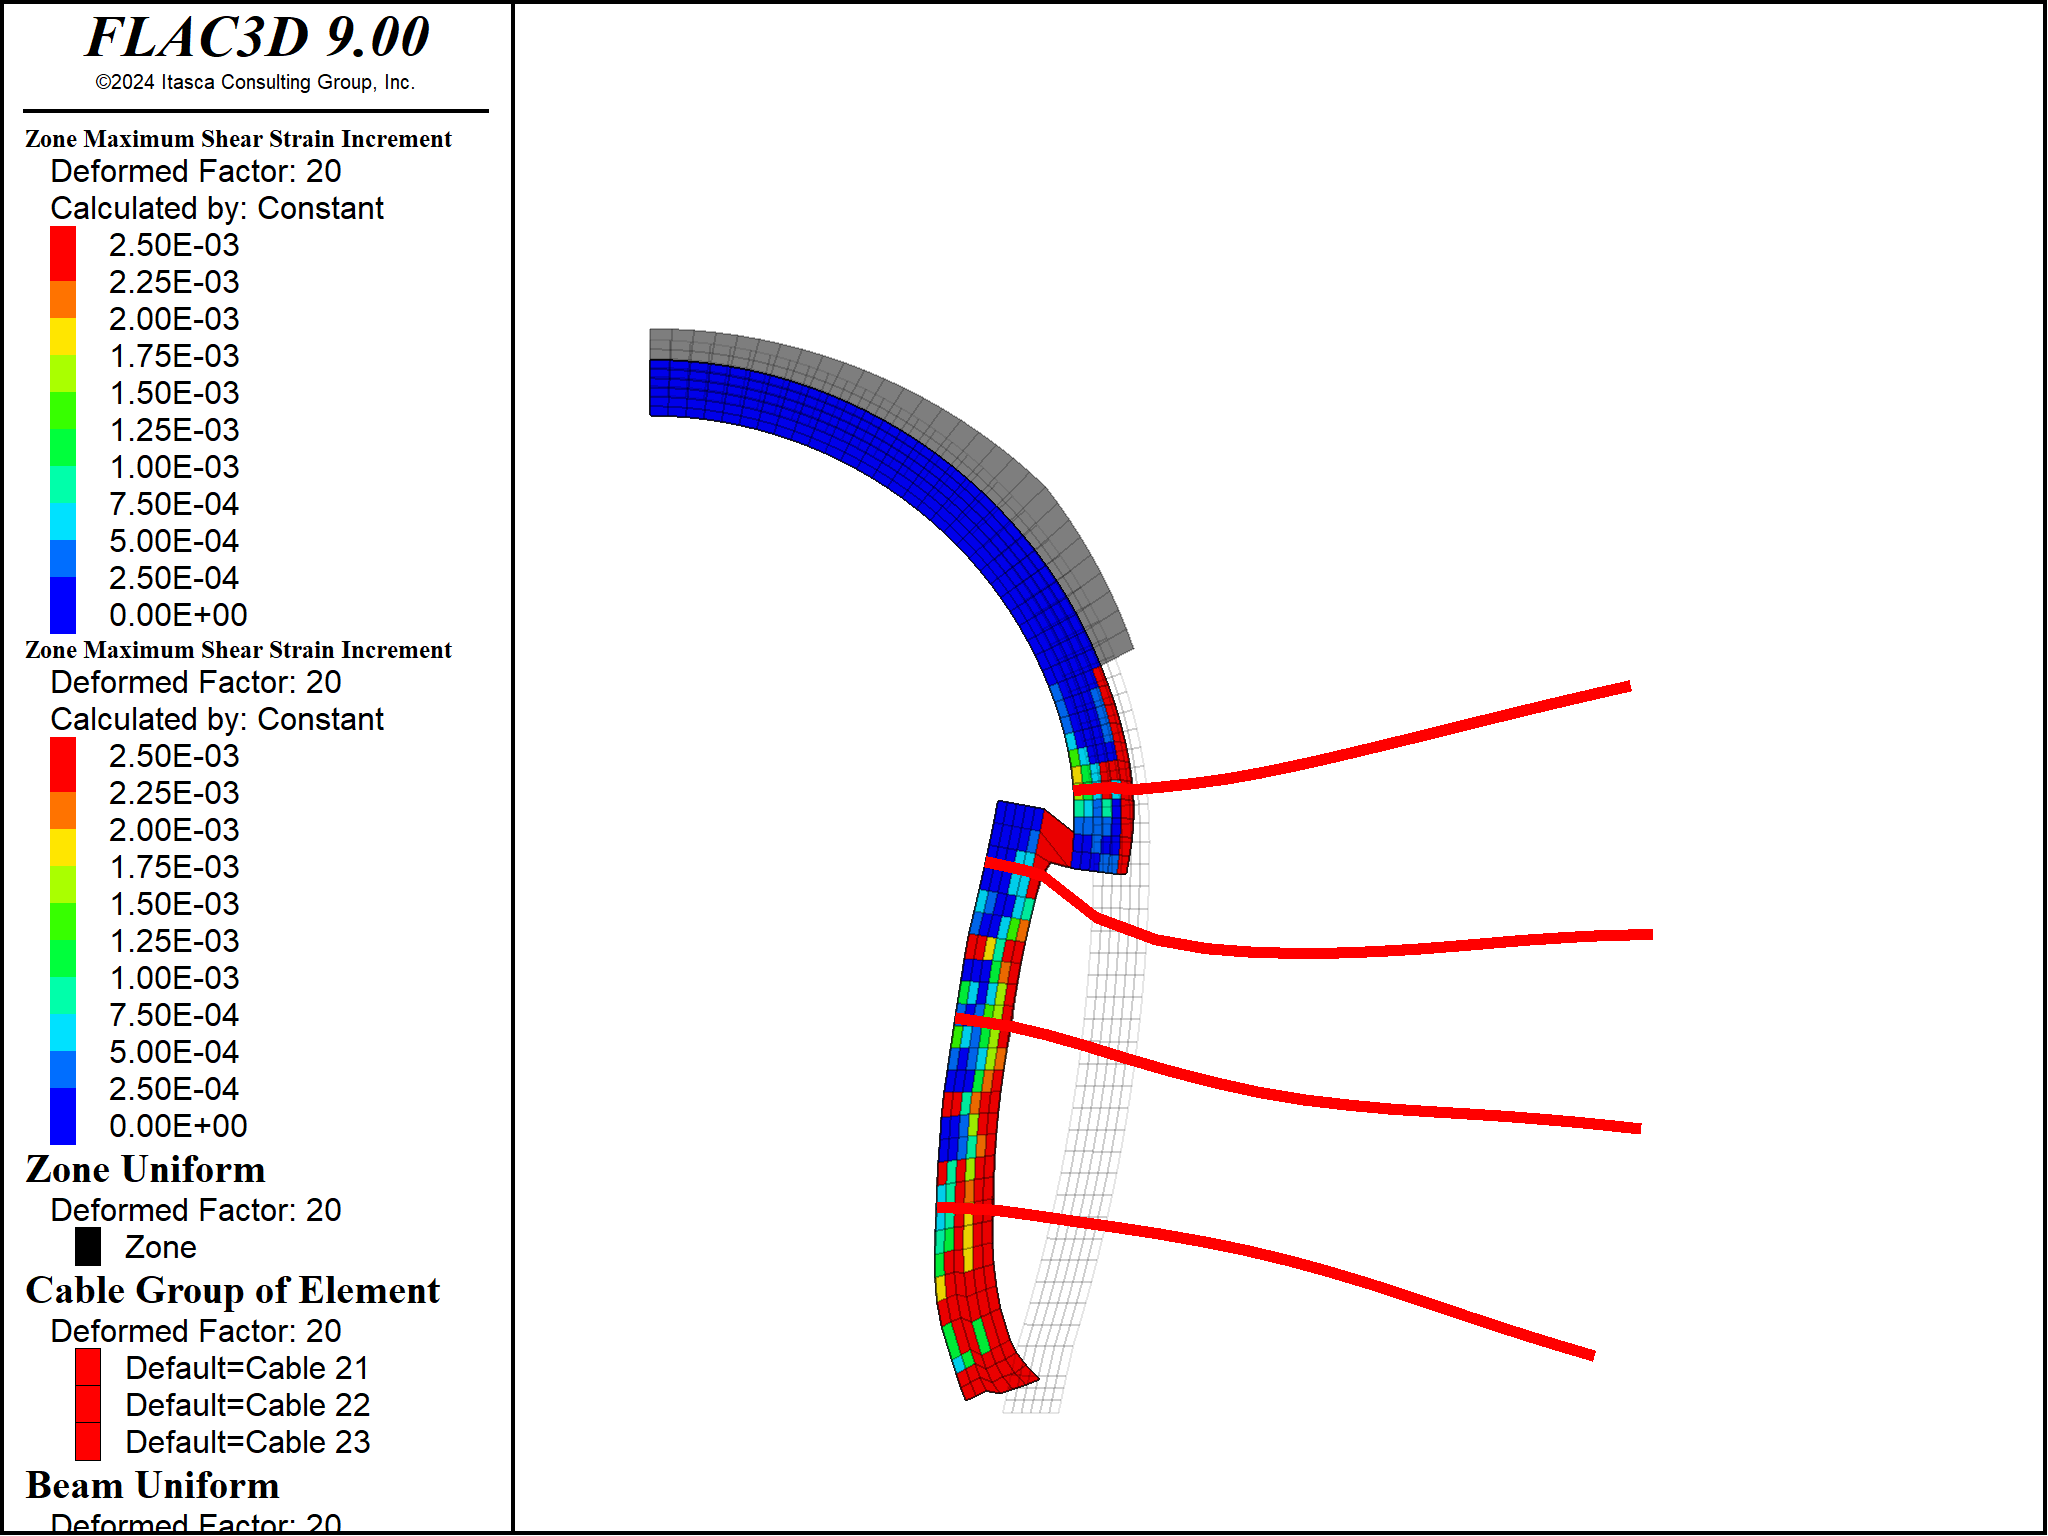 FLAC3D 9.00
©2024 Itasca Consulting Group, Inc.
Zone Maximum Shear Strain Increment
Deformed Factor: 20
Calculated by: Constant
2.50E-03
2.25E-03
2.00E-03
1.75E-03
1.50E-03
1.25E-03
1.00E-03
7.50E-04
5.00E-04
2.50E-04
0.00E+00
Zone Maximum Shear Strain Increment
Deformed Factor: 20
Calculated by: Constant
2.50E-03
2.25E-03
2.00E-03
1.75E-03
1.50E-03
1.25E-03
1.00E-03
7.50E-04
5.00E-04
2.50E-04
0.00E+00
Zone Uniform
Deformed Factor: 20
Zone
Cable Group of Element
Deformed Factor: 20
Default=Cable 21
Default=Cable 22
Default=Cable 23
Beam Uniform
Deformed Factor: 20